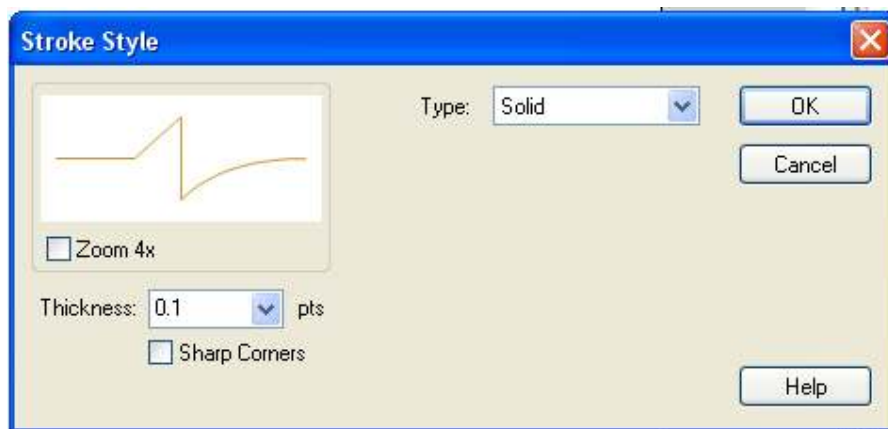 Stroke Style
Type: Solid
OK
Cancel
Zoom 4x
Thickness: 0.1 pts
Sharp Corners
Help